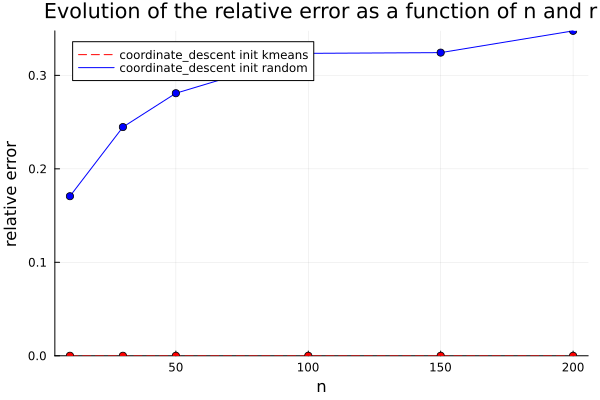 Evolution of the relative error as a function of n and r
coordinate_descent init kmeans
coordinate_descent init random
relative error
0.3
0.2
0.1
0.0
50
100
150
200
n